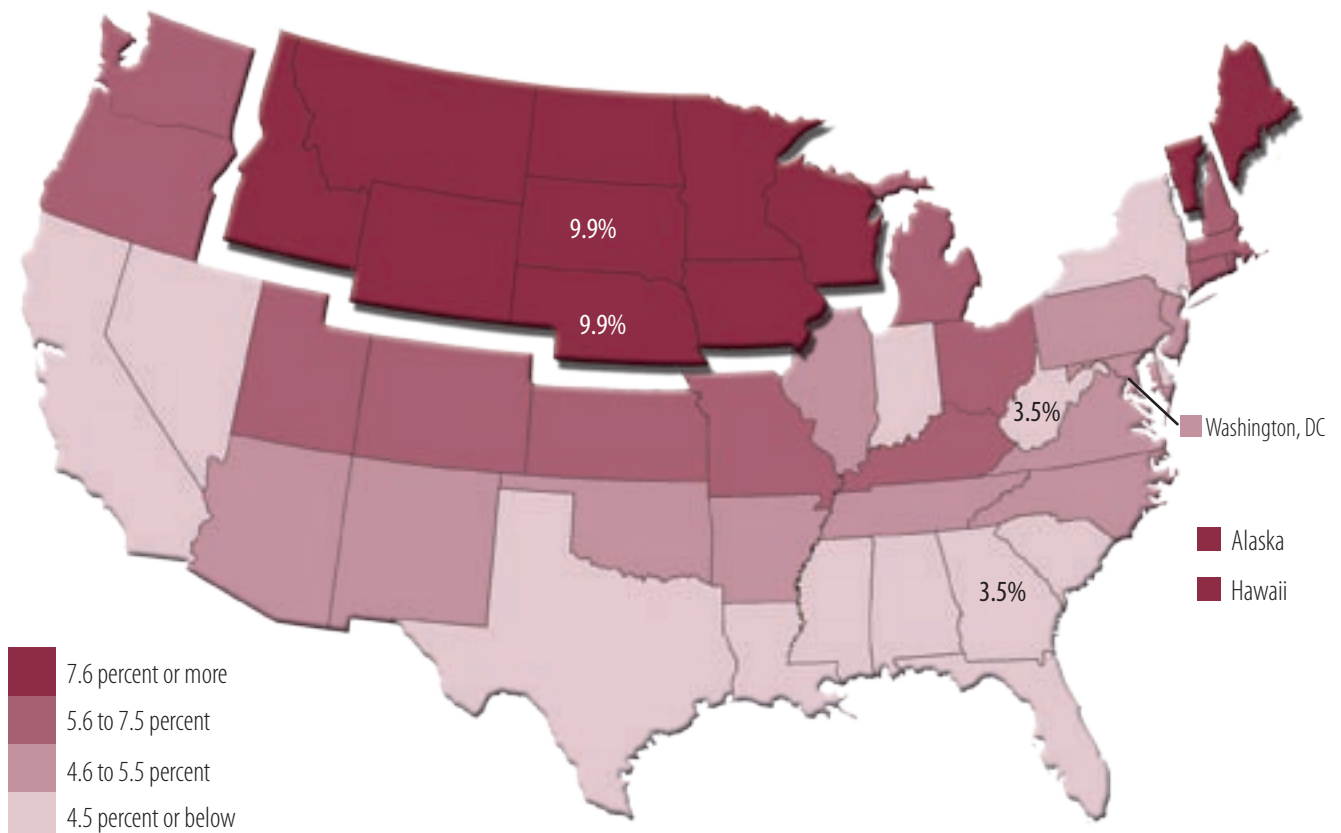 9.9%
9.9%
3.5%
Washington, DC
Alaska
3.5%
Hawaii
7.6 percent or more
5.6 to 7.5 percent
4.6 to 5.5 percent
4.5 percent or below